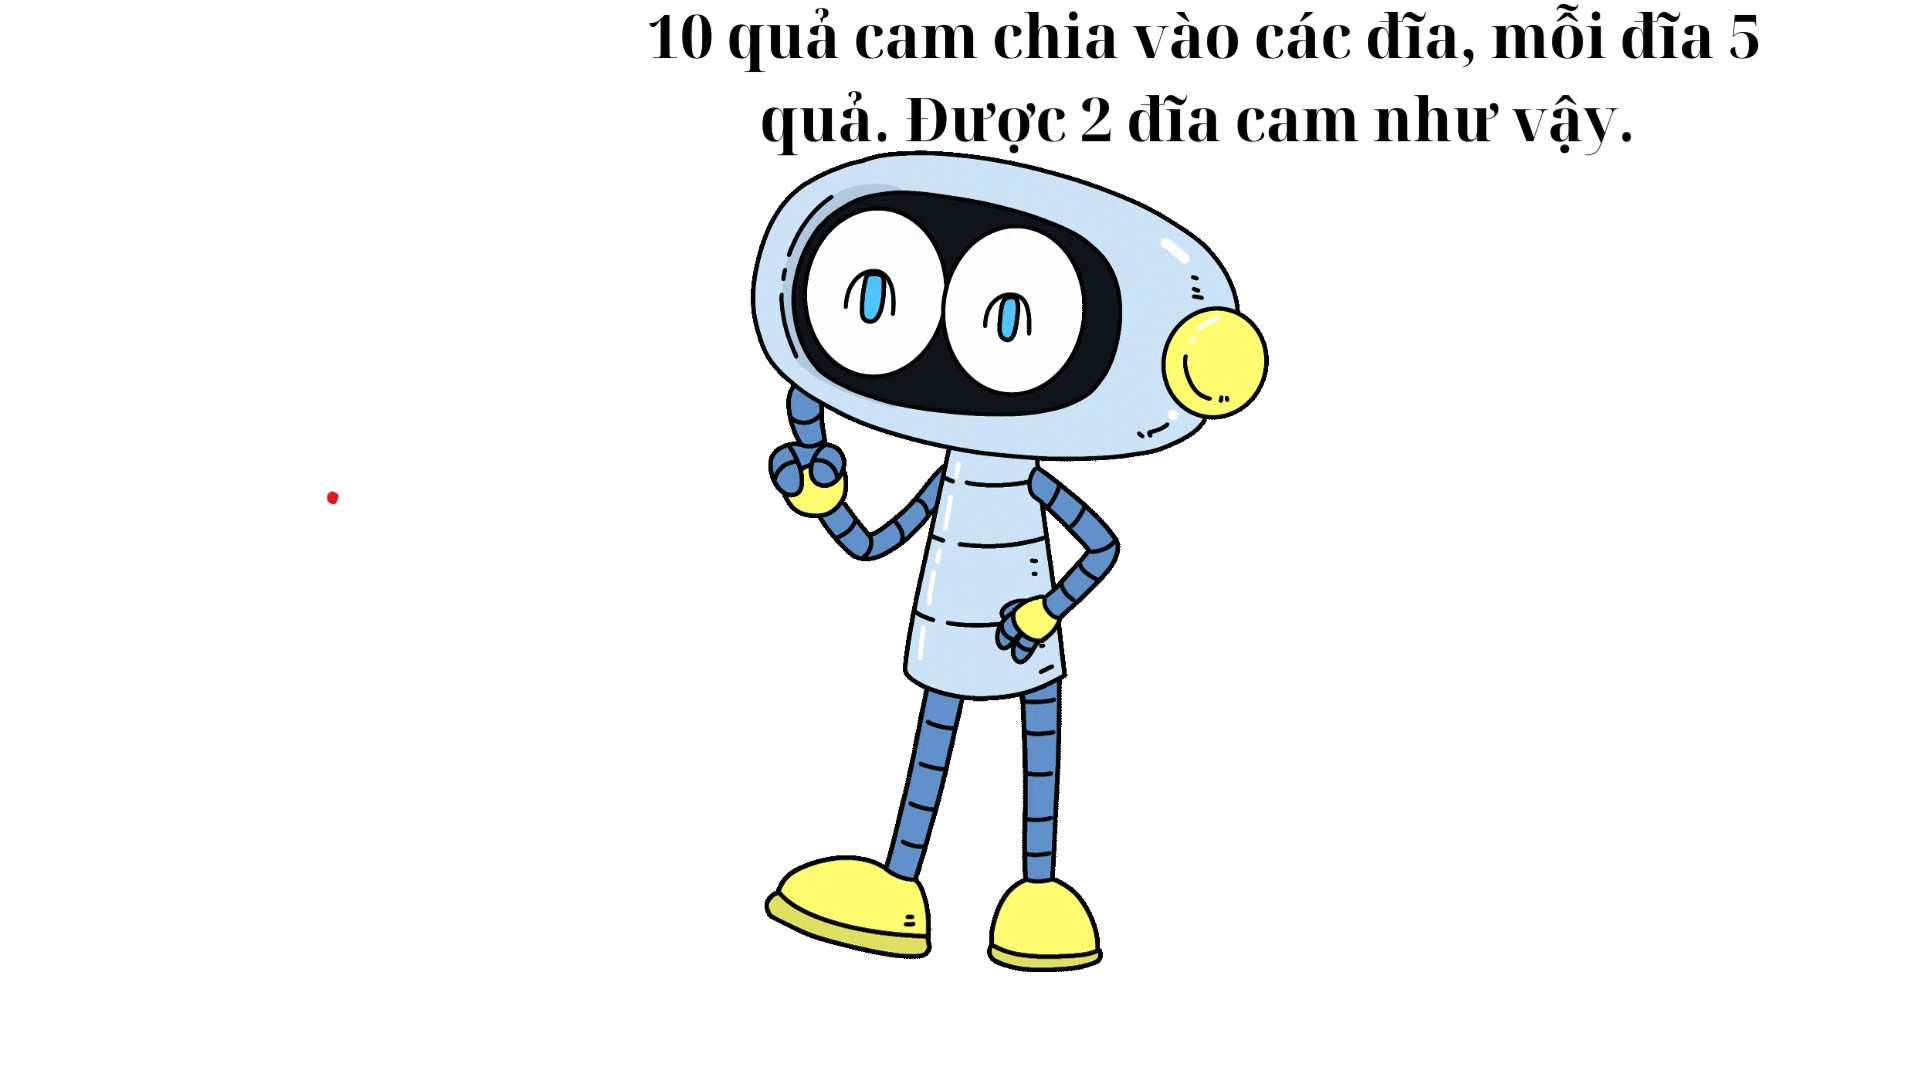 10 quả cam chia vào các đĩa, mỗi đĩa 5
quả. Được 2 đĩa cam như vậy.